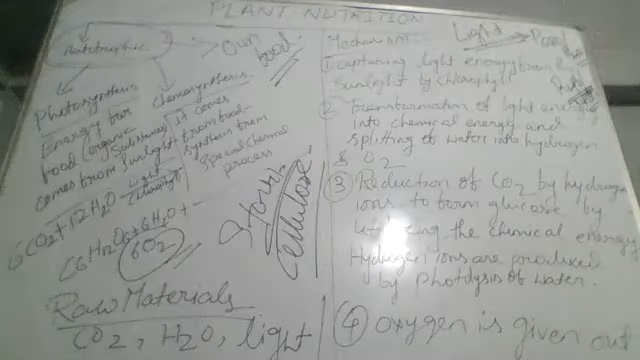 PLANT NUTRITION
Autotrophic
Own
food
Photosynthesis
Energy for
food (organic
substance)
comes from Sunlight
Chemosynthesis
It comes
from food
synthesis from
Special chemical
process
6CO2 + 12H2O Light
Chlorophyll
C6H12O6 + 6H2O +
6O2
Starch
Cellulose
Raw Materials
CO2, H2O, light
Mechanism
Light
1 Capturing light energy from
Sunlight by chlorophyll
2 transformation of light energy
into chemical energy and
splitting of water into hydrogen
& O2
3 Reduction of CO2 by hydrogen
ions to form glucose by
utilizing the chemical energy
Hydrogen ions are produced
by photolysis of water.
4 oxygen is given out